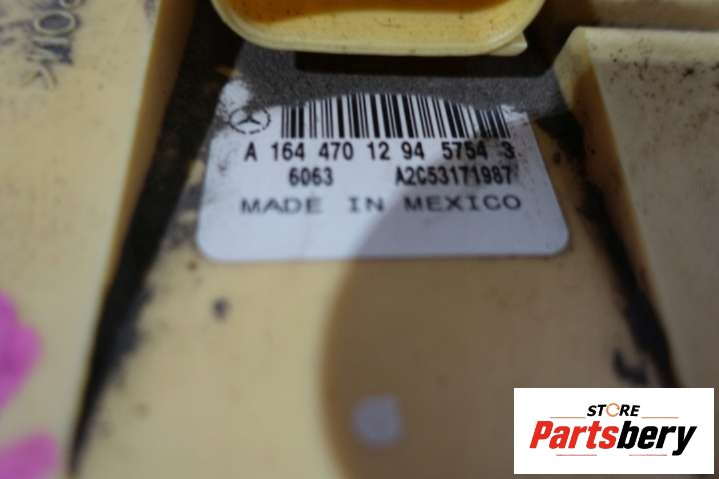 A 164 470 12 94 5754 3
6063 A2C53171987
MADE IN MEXICO
STORE
Partsbery